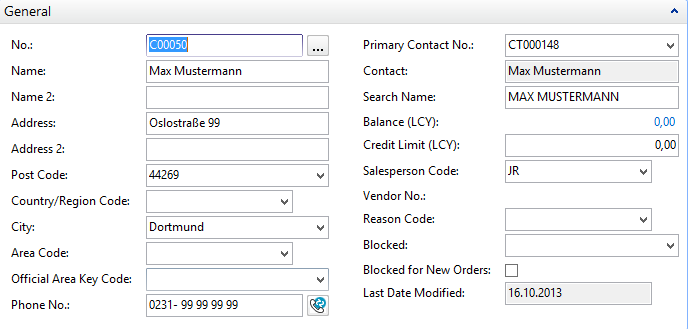 General
No.: C00050 ...
Name: Max Mustermann
Name 2:
Address: Oslostraße 99
Address 2:
Post Code: 44269
Country/Region Code:
City: Dortmund
Area Code:
Official Area Key Code:
Phone No.: 0231- 99 99 99 99
Primary Contact No.: CT000148
Contact: Max Mustermann
Search Name: MAX MUSTERMANN
Balance (LCY): 0,00
Credit Limit (LCY): 0,00
Salesperson Code: JR
Vendor No.:
Reason Code:
Blocked:
Blocked for New Orders:
Last Date Modified: 16.10.2013